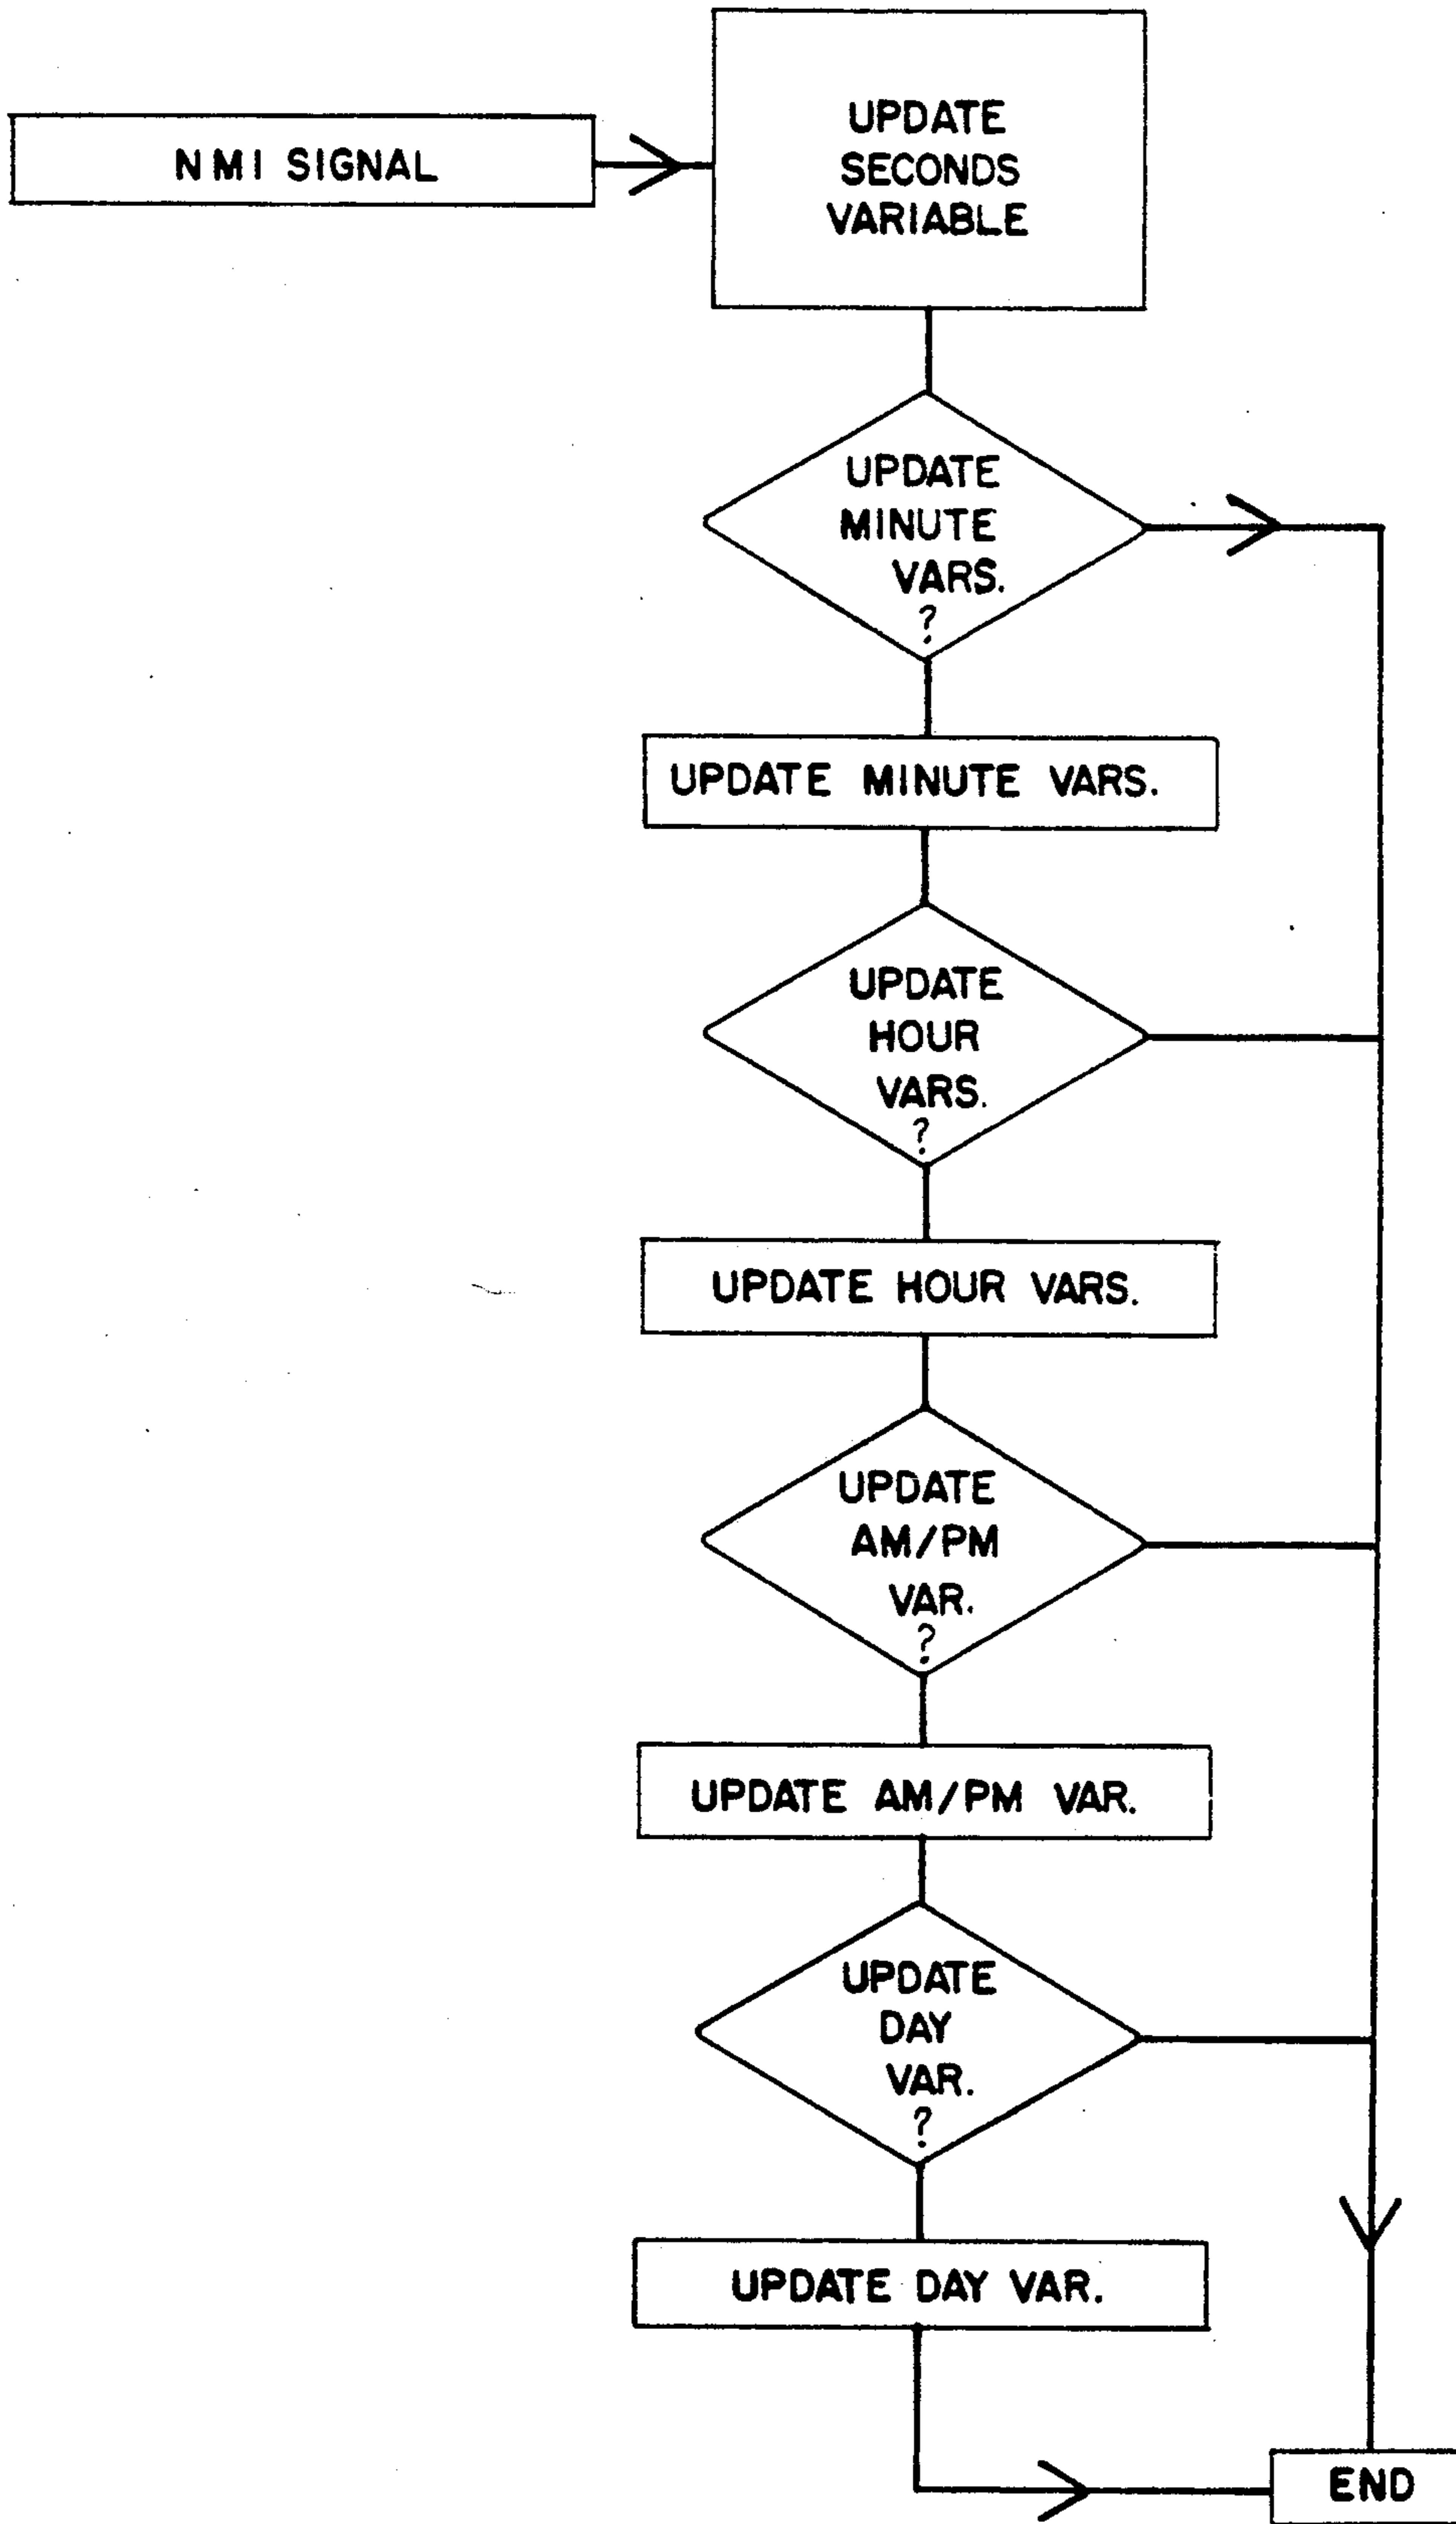 NMI SIGNAL
UPDATE
SECONDS
VARIABLE
UPDATE
MINUTE
VARS.
?
UPDATE MINUTE VARS.
UPDATE
HOUR
VARS.
?
UPDATE HOUR VARS.
UPDATE
AM/PM
VAR.
?
UPDATE AM/PM VAR.
UPDATE
DAY
VAR.
?
UPDATE DAY VAR.
END